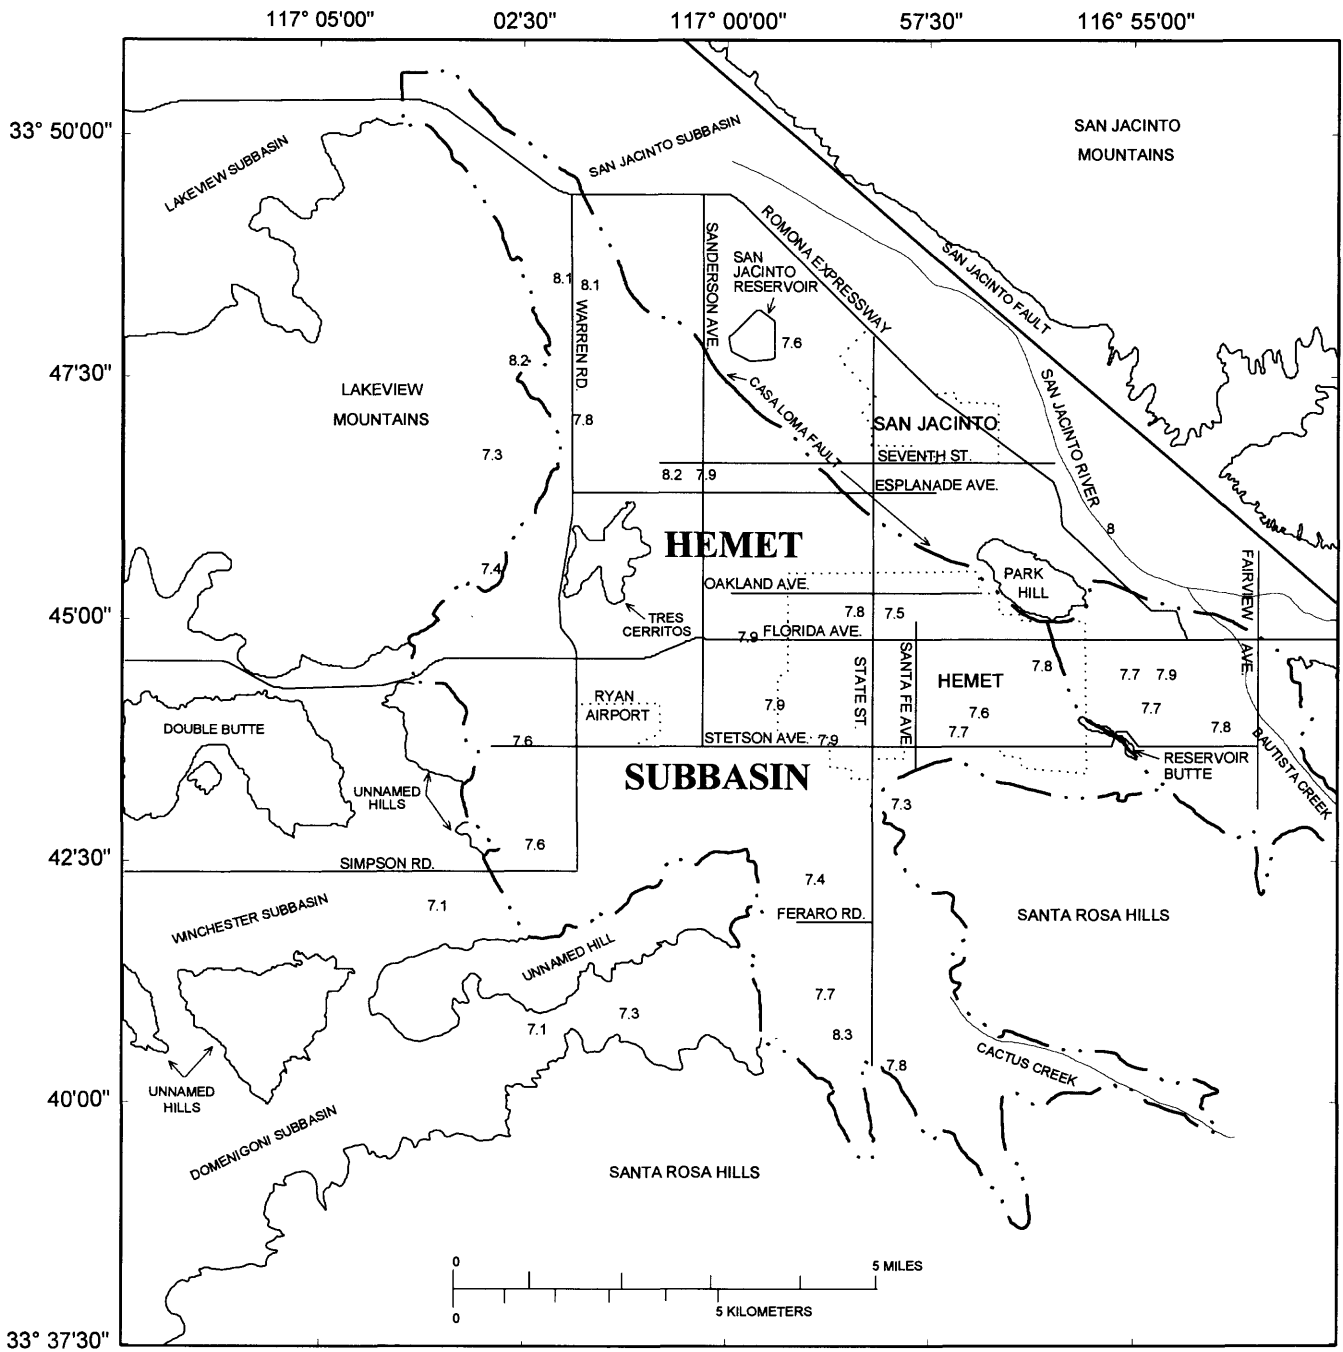 117° 05'00"
02'30"
117° 00'00"
57'30"
116° 55'00"
33° 50'00"
SAN JACINTO
MOUNTAINS
LAKEVIEW SUBBASIN
SAN JACINTO SUBBASIN
ROMONA EXPRESSWAY
SANDERSON AVE.
SAN
JACINTO
RESERVOIR
SAN JACINTO FAULT
8.1
8.1
WARREN RD.
7.6
8.2
47'30"
LAKEVIEW
MOUNTAINS
CASA LOMA FAULT
SAN JACINTO RIVER
7.8
SAN JACINTO
7.3
SEVENTH ST.
8.2
7.9
ESPLANADE AVE.
8
HEMET
FAIRVIEW
AVE.
7.4
OAKLAND AVE.
PARK
HILL
45'00"
TRES
CERRITOS
7.8
7.5
7.9
FLORIDA AVE.
STATE ST.
SANTA FE AVE
7.8
7.7
7.9
HEMET
RYAN
AIRPORT
7.9
7.6
7.7
7.7
7.8
DOUBLE BUTTE
7.6
STETSON AVE.
7.9
BAUTISTA CREEK
RESERVOIR
BUTTE
SUBBASIN
UNNAMED
HILLS
7.3
7.6
42'30"
SIMPSON RD.
7.4
7.1
WINCHESTER SUBBASIN
FERARO RD.
SANTA ROSA HILLS
UNNAMED HILL
7.7
7.3
7.1
8.3
7.8
CACTUS CREEK
UNNAMED
HILLS
40'00"
DOMENIGONI SUBBASIN
SANTA ROSA HILLS
0
5 MILES
0
5 KILOMETERS
33° 37'30"